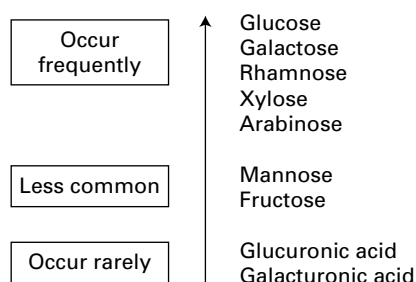 Occur
frequently
Glucose
Galactose
Rhamnose
Xylose
Arabinose
Less common
Mannose
Fructose
Occur rarely
Glucuronic acid
Galacturonic acid